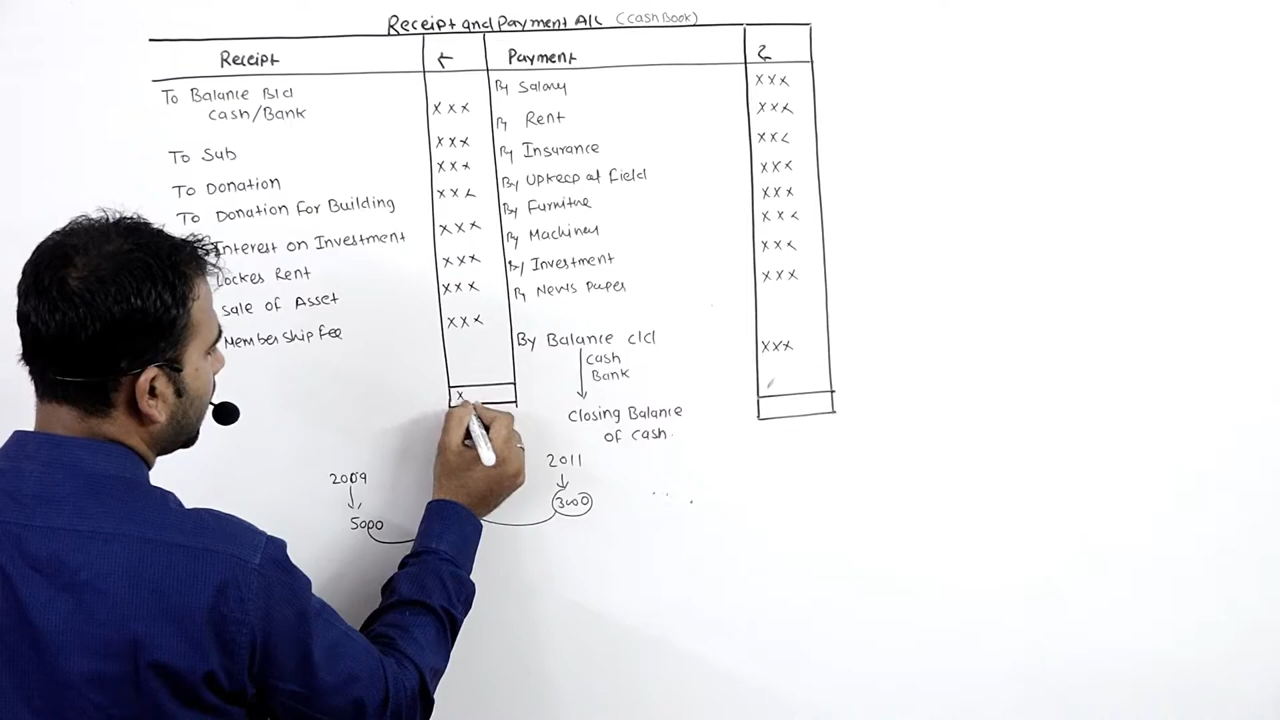 Receipt and Payment A/c (cash Book)
Receipt ₹ Payment ₹
To Balance B/d
cash/Bank xxx
By Salary xxx
To Sub xxx
By Rent xxx
To Donation xxx
By Insurance xxx
To Donation For Building xxx
By Upkeep of Field xxx
Interest on Investment xxx
By Furniture xxx
Locker Rent xxx
By Machinery xxx
Sale of Asset xxx
By Investment xxx
Membership Fee xxx
By News Paper xxx
By Balance c/d xxx
cash
Bank
x
Closing Balance
of cash.
2009
5000
2011
3000